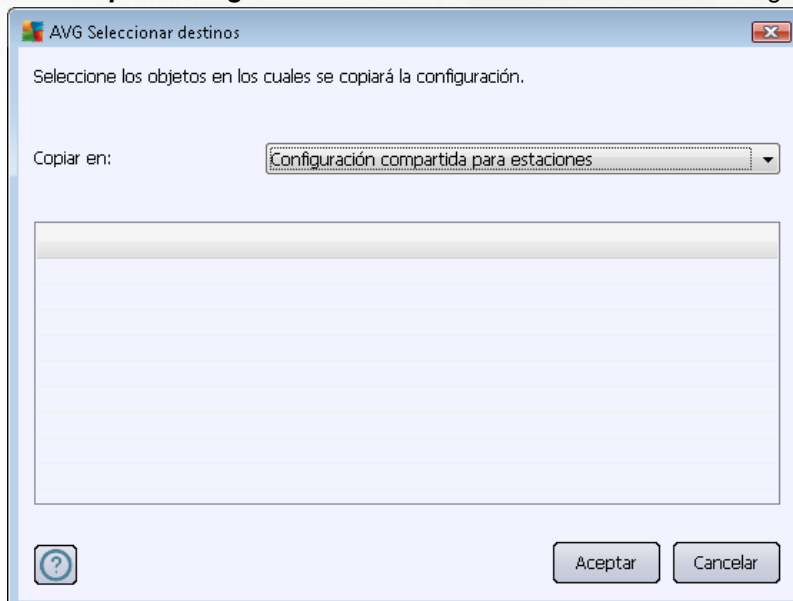 AVG Seleccionar destinos
Seleccione los objetos en los cuales se copiará la configuración.
Copiar en:
Configuración compartida para estaciones
?
Aceptar
Cancelar